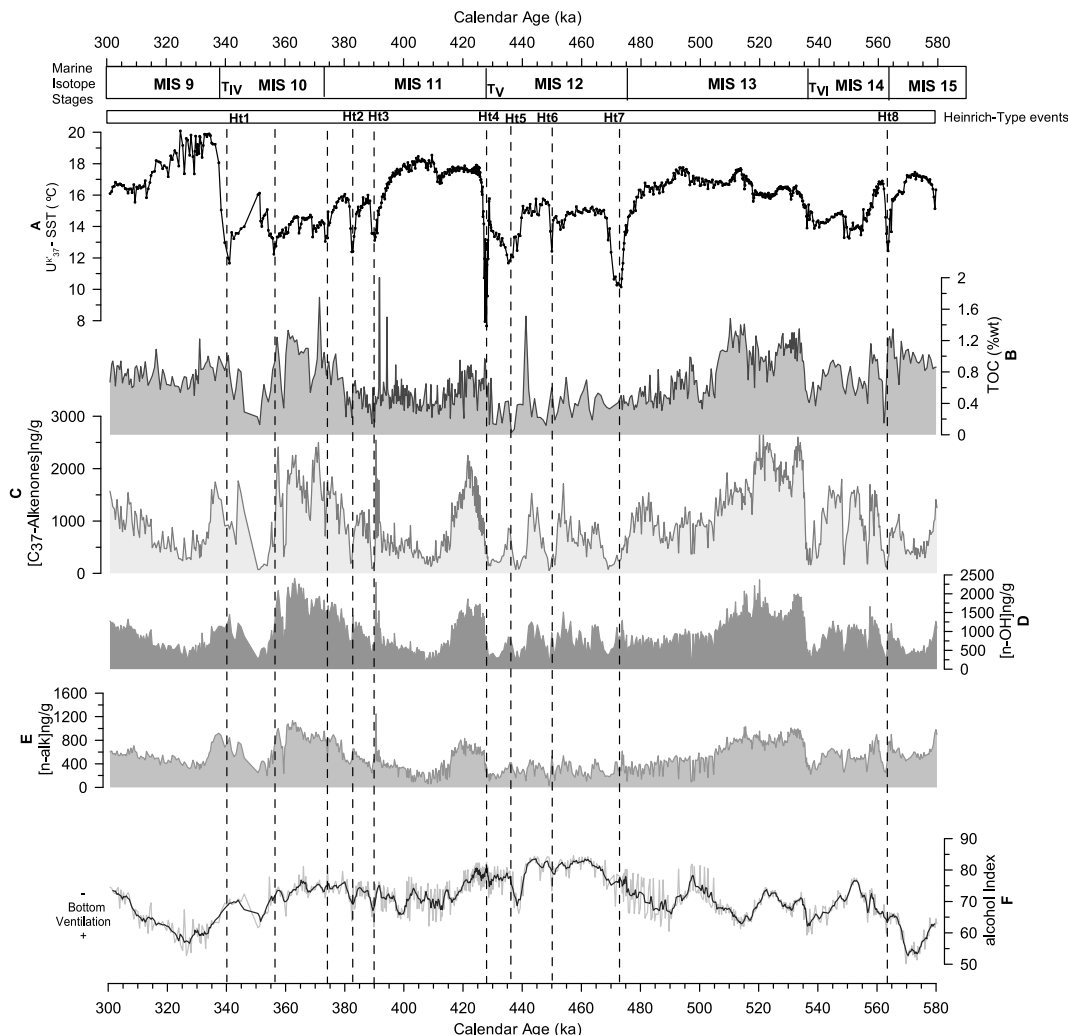 Calendar Age (ka)
300 320 340 360 380 400 420 440 460 480 500 520 540 560 580
Marine
Isotope
Stages
MIS 9 TIV MIS 10 MIS 11 TV MIS 12 MIS 13 TVI MIS 14 MIS 15
Ht1 Ht2 Ht3 Ht4 Ht5 Ht6 Ht7 Ht8 Heinrich-Type events
20
18
16
14
12
10
8
A
UK'37- SST ( ºC)
2
1.6
1.2
0.8
0.4
0
TOC (%wt)
B
3000
2000
1000
0
C
[C37-Alkenones]ng/g
2500
2000
1500
1000
500
0
[n-OH]ng/g
D
1600
1200
800
400
0
E
[n-alk]ng/g
90
80
70
60
50
alcohol Index
F
-
Bottom
Ventilation
+
300 320 340 360 380 400 420 440 460 480 500 520 540 560 580
Calendar Age (ka)